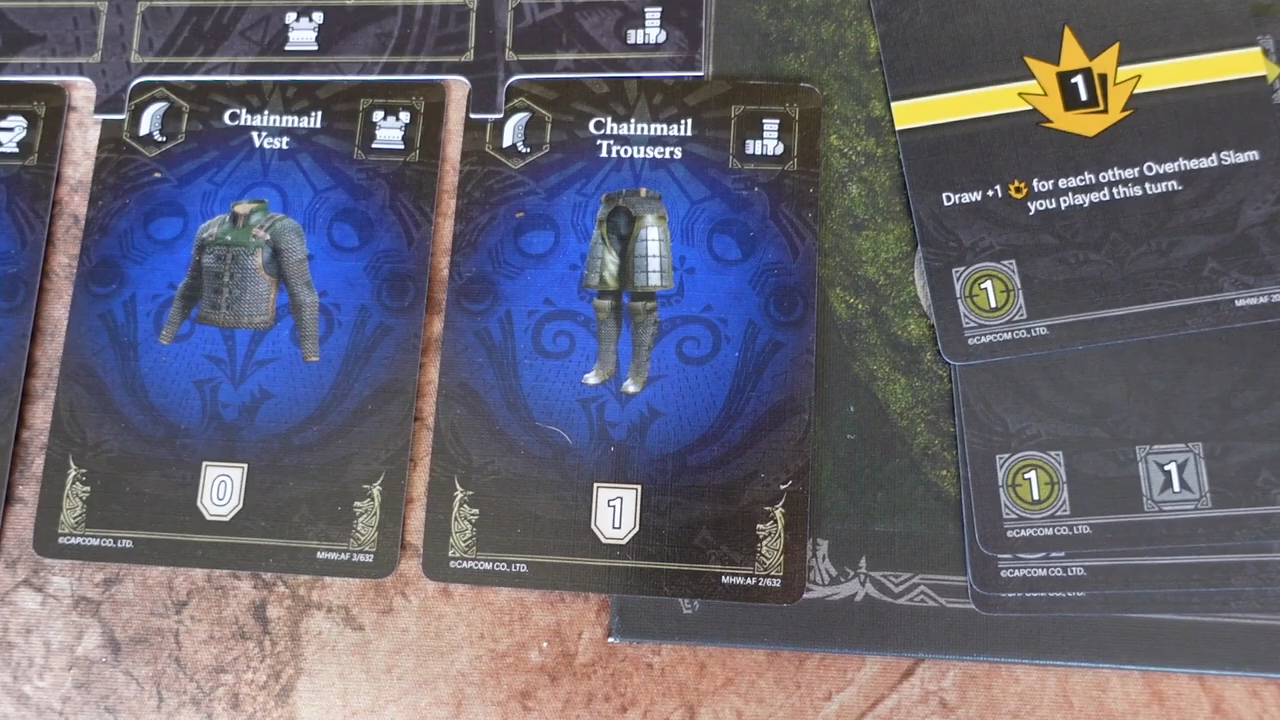 Chainmail
Vest
0
©CAPCOM CO., LTD.
MHW:AF 3/632
Chainmail
Trousers
1
©CAPCOM CO., LTD.
MHW:AF 2/632
1
Draw +1 for each other Overhead Slam
you played this turn.
1
©CAPCOM CO., LTD.
1
1
©CAPCOM CO., LTD.
©CAPCOM CO., LTD.